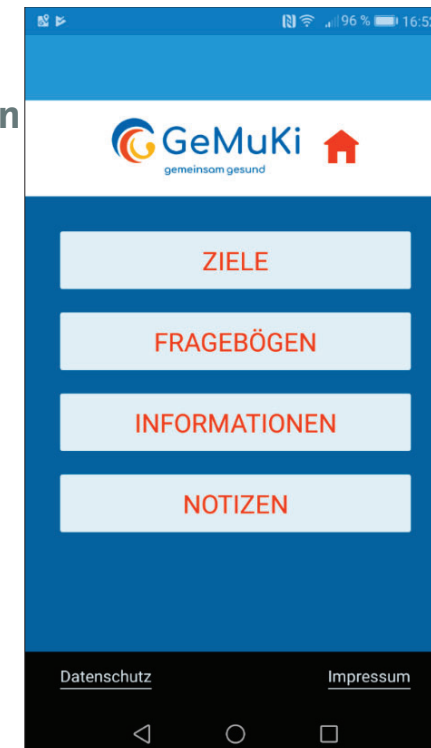 96 % 16:5
n
GeMuKi
gemeinsam gesund
ZIELE
FRAGEBÖGEN
INFORMATIONEN
NOTIZEN
Datenschutz Impressum